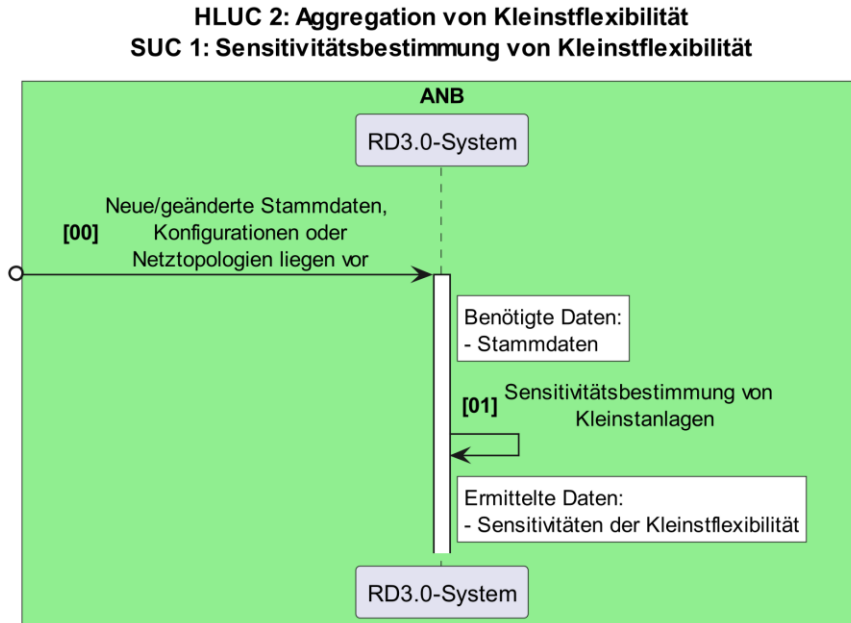 HLUC 2: Aggregation von Kleinstflexibilität
SUC 1: Sensitivitätsbestimmung von Kleinstflexibilität
ANB
RD3.0-System
[00] Neue/geänderte Stammdaten,
Konfigurationen oder
Netztopologien liegen vor
Benötigte Daten:
- Stammdaten
[01] Sensitivitätsbestimmung von
Kleinstanlagen
Ermittelte Daten:
- Sensitivitäten der Kleinstflexibilität
RD3.0-System